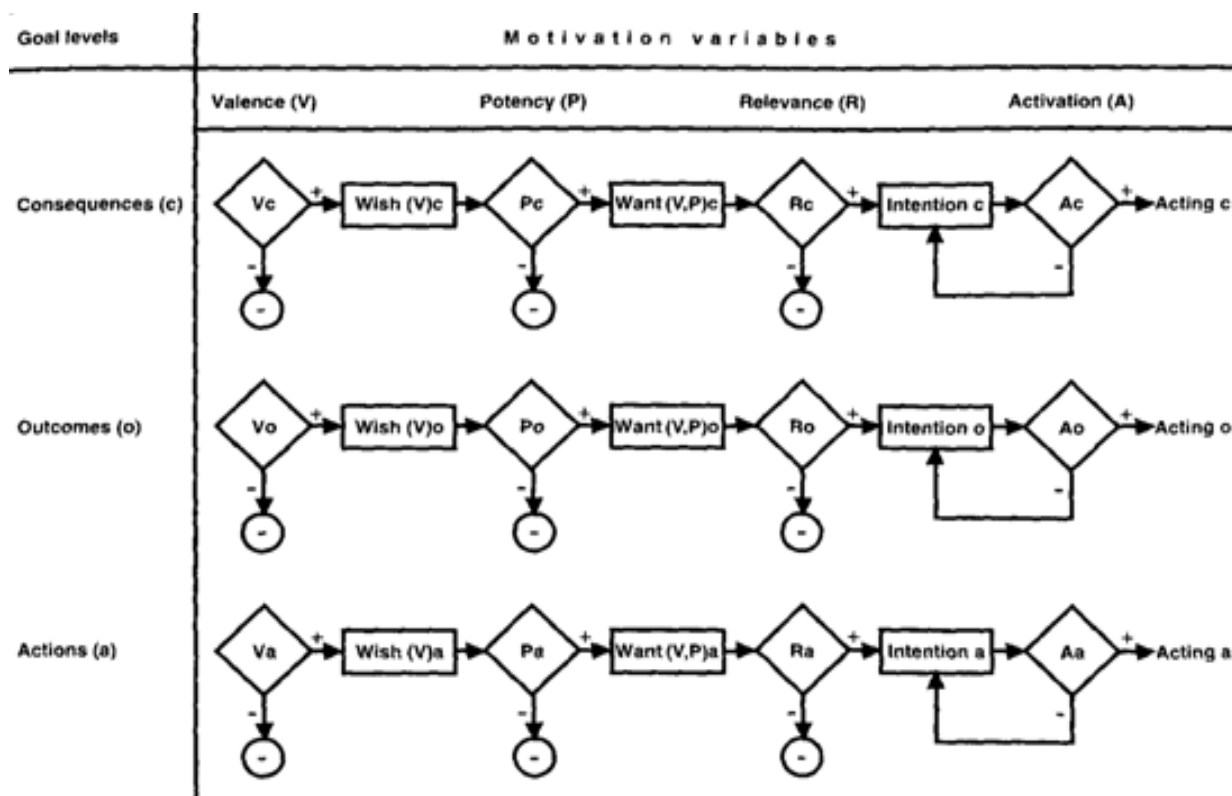 Goal levels
Motivation variables
Valence (V) Potency (P) Relevance (R) Activation (A)
Consequences (c) Vc + Wish (V)c Pc + Want (V,P)c Rc + Intention c Ac + Acting c
- - - -
- - -
Outcomes (o) Vo + Wish (V)o Po + Want (V,P)o Ro + Intention o Ao + Acting o
- - - -
- - -
Actions (a) Va + Wish (V)a Pa + Want (V,P)a Ra + Intention a Aa + Acting a
- - - -
- - -